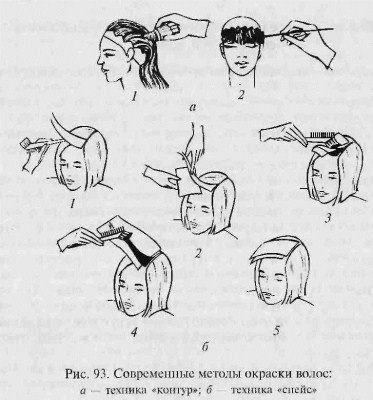 1 2
а
1
2
3
4
5
б
Рис. 93. Современные методы окраски волос:
а — техника «контур»; б — техника «спейс»